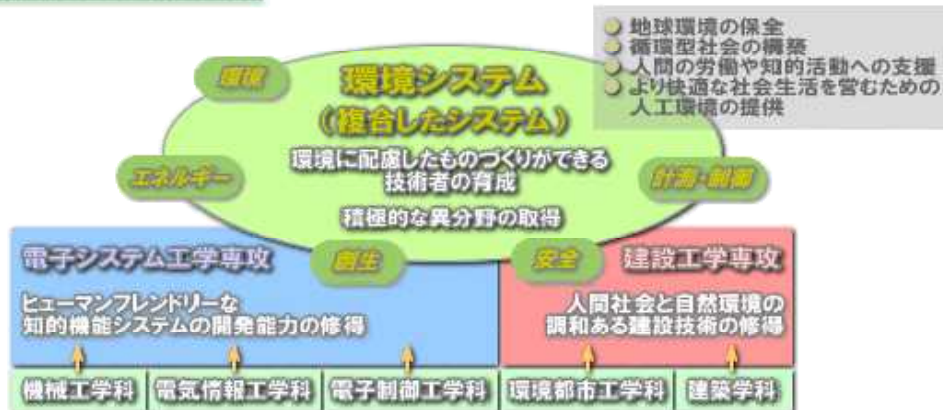 地球環境の保全
循環型社会の構築
人間の労働や知的活動への支援
より快適な社会生活を営むための
人工環境の提供
環境
環境システム
(複合したシステム)
環境に配慮したものづくりができる
技術者の育成
積極的な異分野の取得
エネルギー
計測・制御
創生
安全
電子システム工学専攻
ヒューマンフレンドリーな
知的機能システムの開発能力の修得
建設工学専攻
人間社会と自然環境の
調和ある建設技術の修得
機械工学科
電気情報工学科
電子制御工学科
環境都市工学科
建築学科